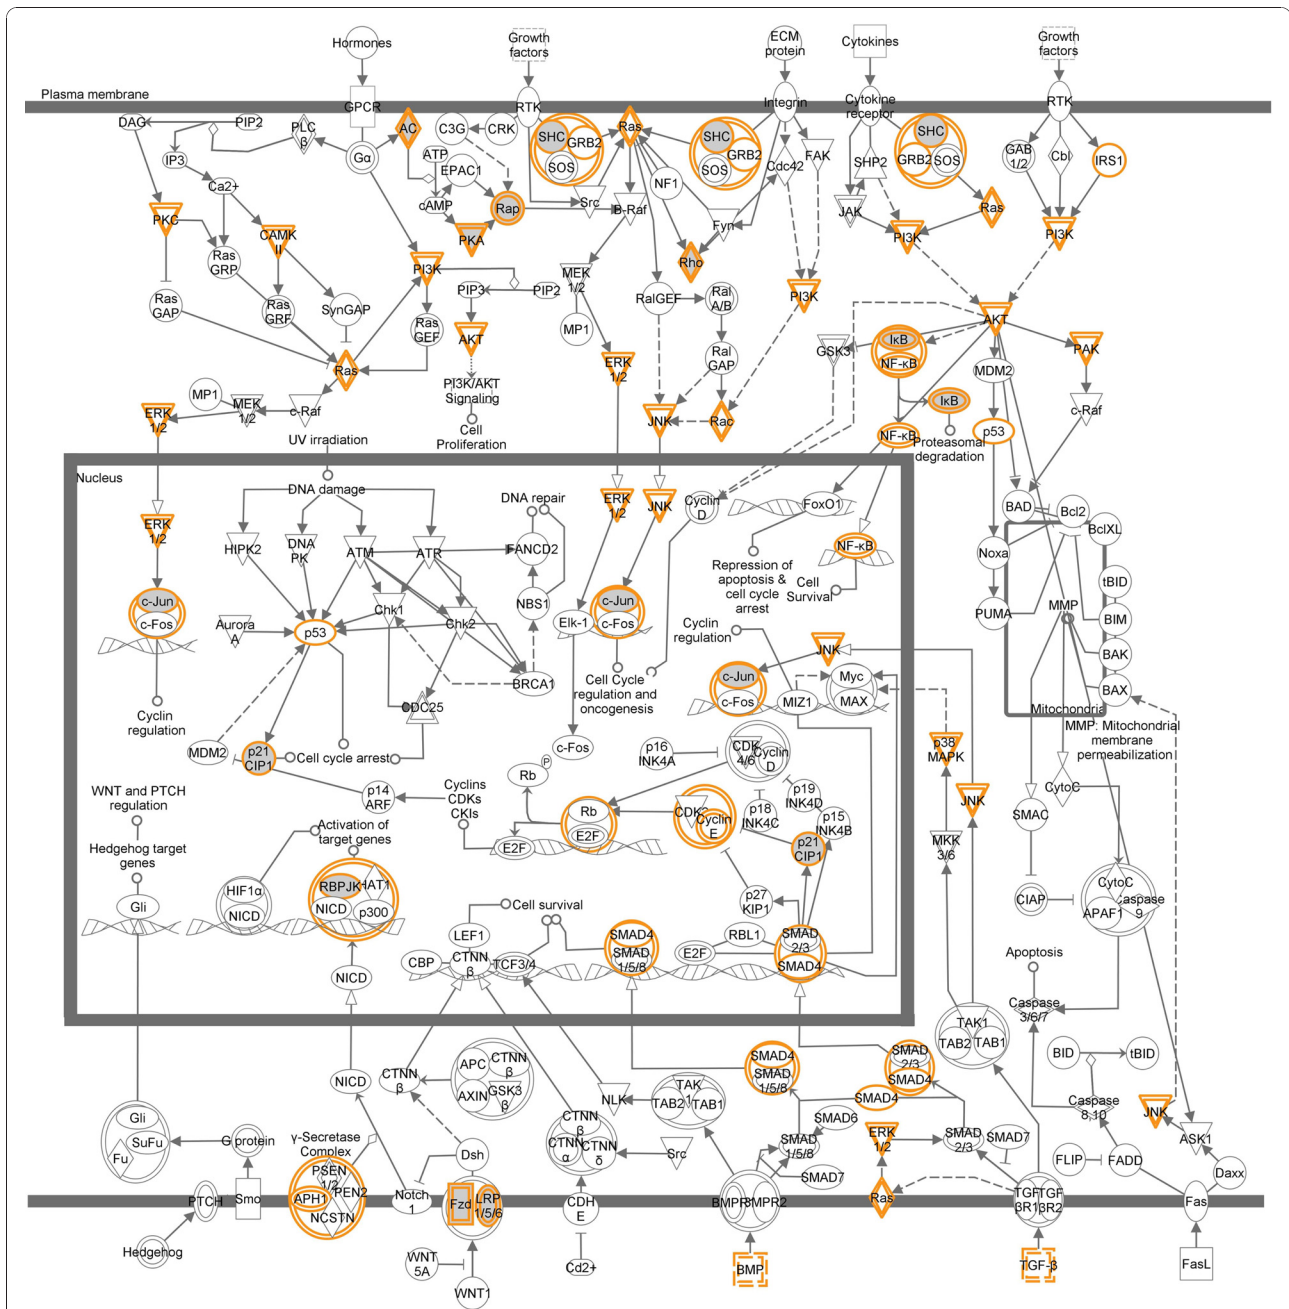 Hormones
Growth
factors
ECM
protein
Cytokines
Growth
factors
Plasma membrane
GPCR
RTK
Integrin
Cytokine
receptor
RTK
DAG
PIP2
PLC
β
AC
C3G
CRK
SHC
GRB2
SOS
Ras
SHC
GRB2
SOS
FAK
SHC
GRB2
SOS
GAB
1/2
Cbl
IRS1
IP3
Gα
ATP
EPAC1
cAMP
Rap
Src
B-Raf
NF1
Cdc42
SHP2
JAK
Ras
Ca2+
PKC
CAMK
II
PKA
Fyn
PI3K
PI3K
Ras
GRP
PI3K
Rho
MEK
1/2
Ras
GAP
Ras
GRF
SynGAP
PIP3
PIP2
RalGEF
Ral
A/B
PI3K
MP1
Ras
GEF
AKT
AKT
IκB
NF-κB
GSK3
PAK
MDM2
Ras
ERK
1/2
Ral
GAP
PI3K/AKT
Signaling
MP1
MEK
1/2
c-Raf
ERK
1/2
IκB
c-Raf
JNK
Rac
Cell
Proliferation
UV irradiation
NF-κB
Proteasomal
degradation
p53
Nucleus
DNA damage
DNA repair
ERK
1/2
JNK
Cyclin
D
FoxO1
BAD
Bcl2
BclXL
ERK
1/2
HIPK2
DNA
PK
ATM
ATR
FANCD2
NF-κB
Noxa
tBID
Repression of
apoptosis &
cell cycle
arrest
Cell
Survival
c-Jun
c-Fos
NBS1
Chk1
Chk2
c-Jun
c-Fos
Elk-1
PUMA
MMP
BIM
Aurora
A
p53
Cyclin
regulation
JNK
BAK
BRCA1
Cell Cycle
regulation and
oncogenesis
c-Jun
c-Fos
Myc
MAX
MIZ1
BAX
CDC25
Mitochondria
Cyclin
regulation
MMP: Mitochondrial
membrane
permeabilization
MDM2
p21
CIP1
Cell cycle arrest
c-Fos
p16
INK4A
CDK
4/6
Cyclin
D
p38
MAPK
Rb
P
p14
ARF
Cyclins
CDKs
CKIs
p19
INK4D
JNK
CytoC
WNT and PTCH
regulation
Rb
E2F
CDK2
Cyclin
E
p18
INK4C
p15
INK4B
SMAC
Activation of
target genes
E2F
p21
CIP1
MKK
3/6
Hedgehog target
genes
HIF1α
NICD
RBPJK
HAT1
NICD
p300
CytoC
APAF1
Caspase
9
Gli
p27
KIP1
CIAP
Cell survival
LEF1
CBP
CTNN
β
TCF3/4
SMAD4
SMAD
1/5/8
RBL1
E2F
SMAD
2/3
SMAD4
Apoptosis
NICD
Caspase
3/6/7
TAK1
TAB2
TAB1
NICD
CTNN
β
APC
CTNN
β
AXIN
GSK3
β
SMAD4
SMAD
1/5/8
SMAD
2/3
SMAD4
BID
tBID
NLK
TAK
1
TAB2
TAB1
SMAD4
Caspase
8,10
JNK
Gli
SuFu
Fu
G protein
γ-Secretase
Complex
CTNN
β
CTNN
α
CTNN
δ
Src
SMAD6
SMAD
1/5/8
ERK
1/2
SMAD
2/3
SMAD7
ASK1
Dsh
SMAD7
FLIP
FADD
Daxx
PTCH
Smo
PSEN
1/2
APH1
PEN2
NCSTN
Notch
1
Fzd
LRP
1/5/6
CDH
E
BMPR1
BMPR2
Ras
TGF
βR1
TGF
βR2
Fas
Hedgehog
WNT
5A
WNT1
Cd2+
BMP
TGF-β
FasL